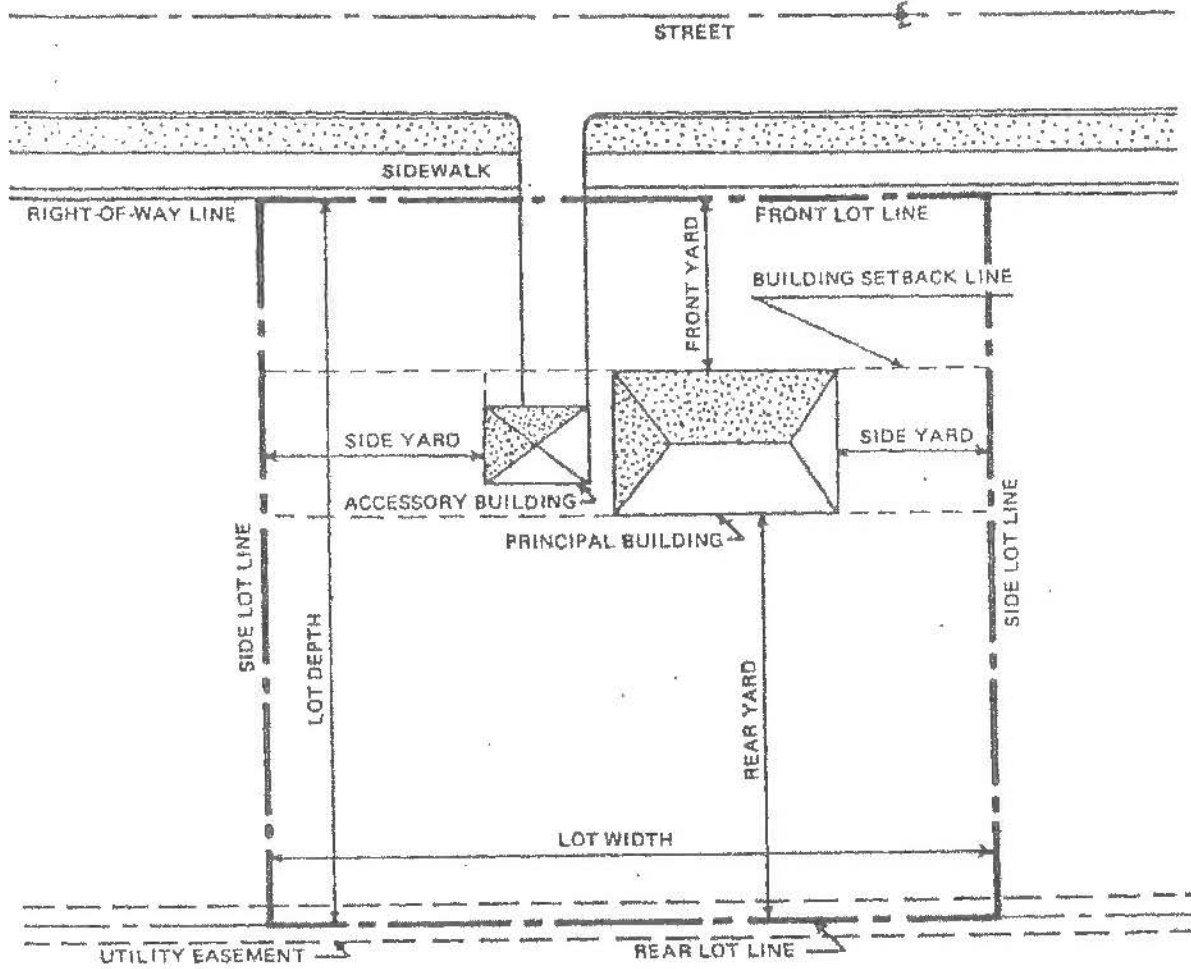 STREET
SIDEWALK
RIGHT-OF-WAY LINE
FRONT LOT LINE
FRONT YARD
BUILDING SETBACK LINE
SIDE YARD
SIDE YARD
ACCESSORY BUILDING
PRINCIPAL BUILDING
SIDE LOT LINE
LOT DEPTH
REAR YARD
SIDE LOT LINE
LOT WIDTH
UTILITY EASEMENT
REAR LOT LINE